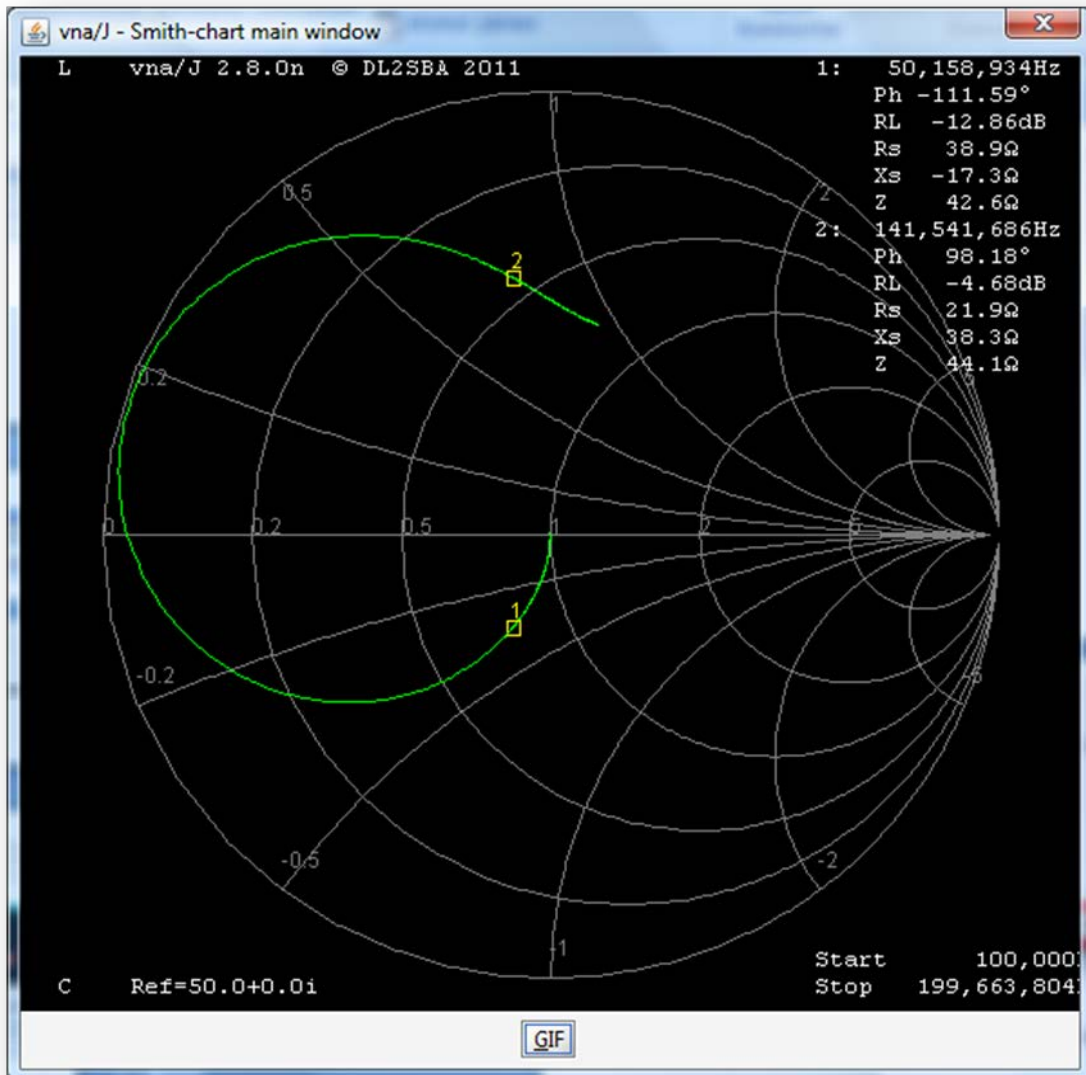 vna/J - Smith-chart main window
L vna/J 2.8.0n © DL2SBA 2011
1: 50,158,934Hz
Ph -111.59°
RL -12.86dB
Rs 38.9Ω
Xs -17.3Ω
Z 42.6Ω
2: 141,541,686Hz
Ph 98.18°
RL -4.68dB
Rs 21.9Ω
Xs 38.3Ω
Z 44.1Ω
1
0.5
2
2
0.2
0
0.2
0.5
1
2
5
1
-0.2
-0.5
-2
-1
Start 100,000
Stop 199,663,804
C Ref=50.0+0.0i
GIF